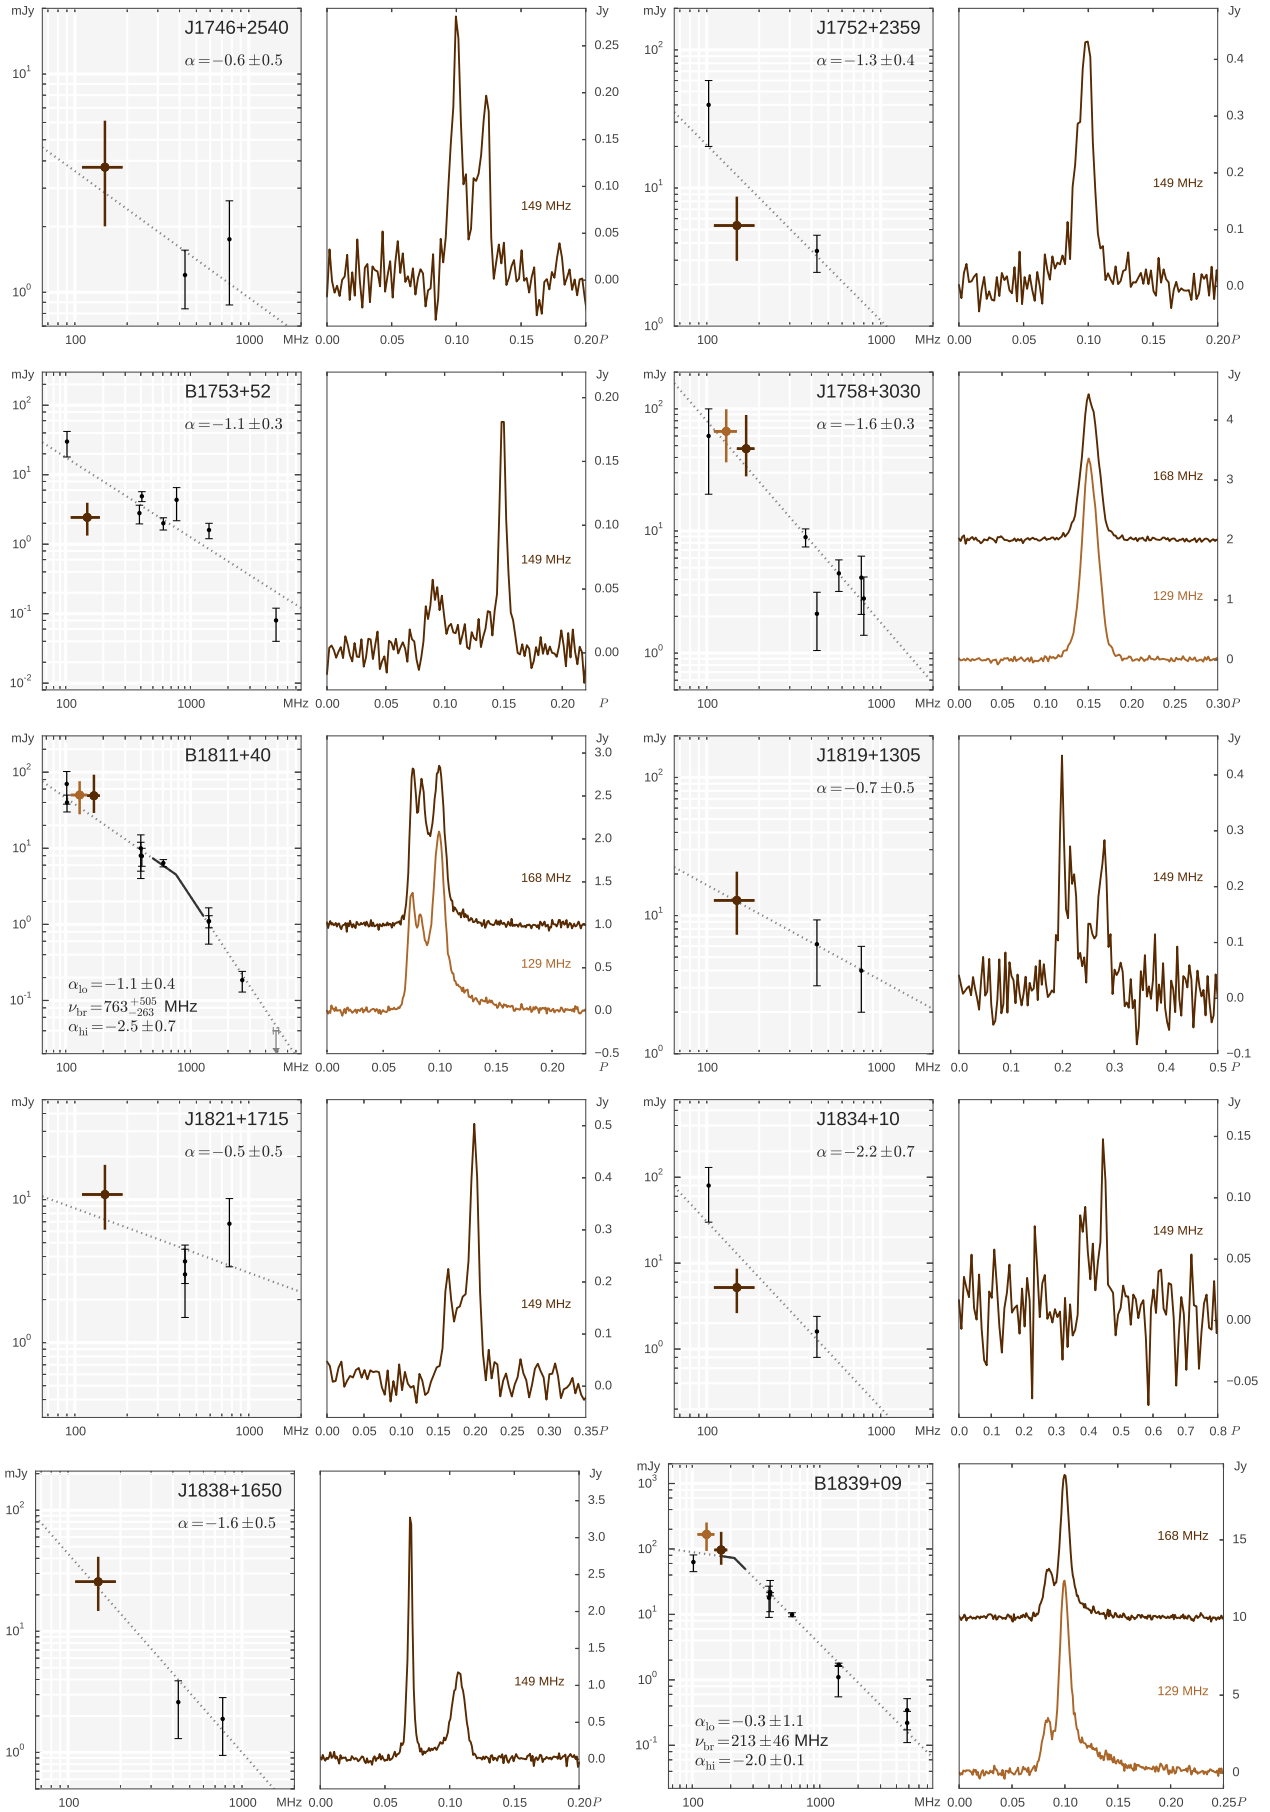 mJy
J1746+2540
α = −0.6 ± 0.5
10¹
10⁰
100
1000
MHz
Jy
0.25
0.20
0.15
0.10
0.05
0.00
149 MHz
0.00
0.05
0.10
0.15
0.20 P
mJy
J1752+2359
α = −1.3 ± 0.4
10²
10¹
10⁰
100
1000
MHz
Jy
0.4
0.3
0.2
0.1
0.0
149 MHz
0.00
0.05
0.10
0.15
0.20 P
mJy
B1753+52
α = −1.1 ± 0.3
10²
10¹
10⁰
10⁻¹
10⁻²
100
1000
MHz
Jy
0.20
0.15
0.10
0.05
0.00
149 MHz
0.00
0.05
0.10
0.15
0.20
P
mJy
J1758+3030
α = −1.6 ± 0.3
10²
10¹
10⁰
100
1000
MHz
Jy
4
3
2
1
0
168 MHz
129 MHz
0.00
0.05
0.10
0.15
0.20
0.25
0.30 P
mJy
B1811+40
10²
10¹
10⁰
10⁻¹
α_lo = −1.1 ± 0.4
ν_br = 763 +505 −263 MHz
α_hi = −2.5 ± 0.7
100
1000
MHz
Jy
3.0
2.5
2.0
1.5
1.0
0.5
0.0
−0.5
168 MHz
129 MHz
0.00
0.05
0.10
0.15
0.20
P
mJy
J1819+1305
α = −0.7 ± 0.5
10²
10¹
10⁰
100
1000
MHz
Jy
0.4
0.3
0.2
0.1
0.0
−0.1
149 MHz
0.0
0.1
0.2
0.3
0.4
0.5 P
mJy
J1821+1715
α = −0.5 ± 0.5
10¹
10⁰
100
1000
MHz
Jy
0.5
0.4
0.3
0.2
0.1
0.0
149 MHz
0.00
0.05
0.10
0.15
0.20
0.25
0.30
0.35 P
mJy
J1834+10
α = −2.2 ± 0.7
10²
10¹
10⁰
100
1000
MHz
Jy
0.15
0.10
0.05
0.00
−0.05
149 MHz
0.0
0.1
0.2
0.3
0.4
0.5
0.6
0.7
0.8 P
mJy
J1838+1650
α = −1.6 ± 0.5
10²
10¹
10⁰
100
1000
MHz
Jy
3.5
3.0
2.5
2.0
1.5
1.0
0.5
0.0
149 MHz
0.00
0.05
0.10
0.15
0.20 P
mJy
B1839+09
10³
10²
10¹
10⁰
10⁻¹
α_lo = −0.3 ± 1.1
ν_br = 213 ± 46 MHz
α_hi = −2.0 ± 0.1
100
1000
MHz
Jy
15
10
5
0
168 MHz
129 MHz
0.00
0.05
0.10
0.15
0.20
0.25 P